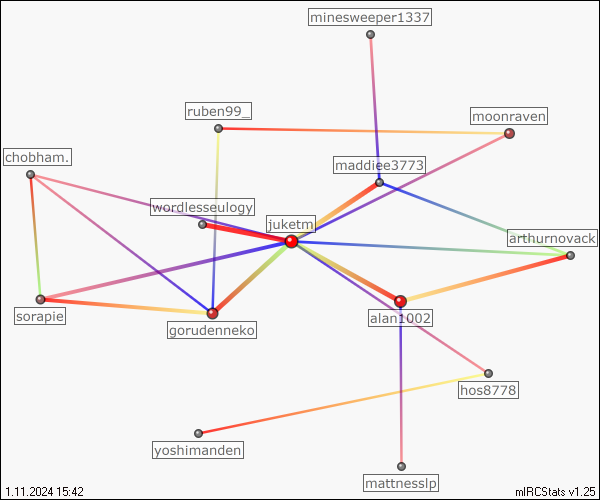 minesweeper1337
ruben99_
moonraven
chobham.
maddiee3773
wordlesseulogy
juketm
arthurnovack
sorapie
gorudenneko
alan1002
hos8778
yoshimanden
mattnesslp
1.11.2024 15:42
mIRCStats v1.25